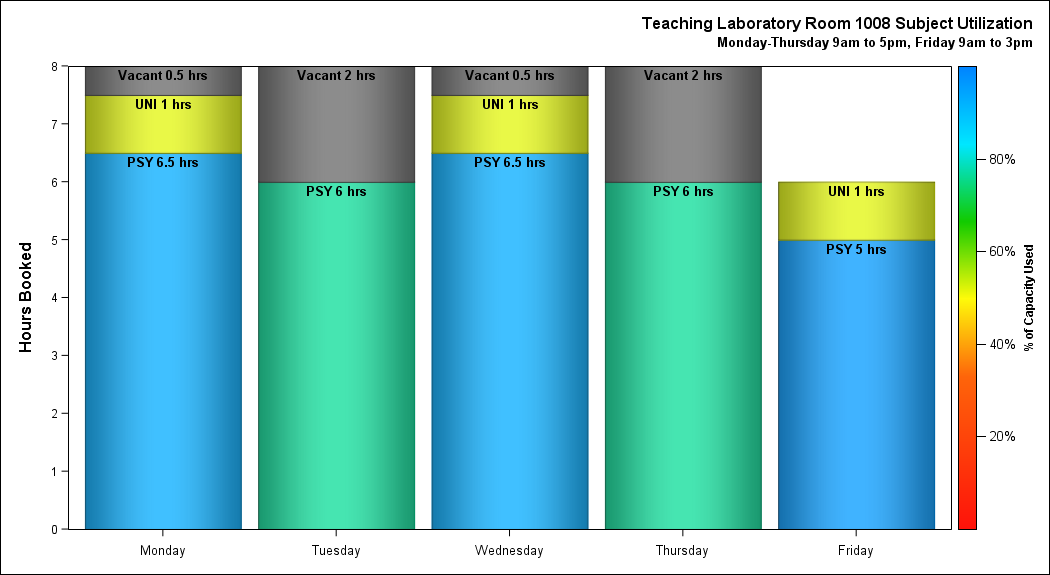 Teaching Laboratory Room 1008 Subject Utilization
Monday-Thursday 9am to 5pm, Friday 9am to 3pm
Hours Booked
8
7
6
5
4
3
2
1
0
Vacant 0.5 hrs
UNI 1 hrs
PSY 6.5 hrs
Vacant 2 hrs
PSY 6 hrs
Vacant 0.5 hrs
UNI 1 hrs
PSY 6.5 hrs
Vacant 2 hrs
PSY 6 hrs
UNI 1 hrs
PSY 5 hrs
Monday
Tuesday
Wednesday
Thursday
Friday
80%
60%
40%
20%
% of Capacity Used